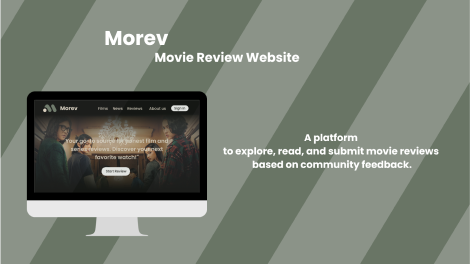 Morev
Movie Review Website
Morev
Films News Reviews About us Sign In
"Your go-to source for honest film and
series reviews. Discover your next
favorite watch!"
Start Review
A platform
to explore, read, and submit movie reviews
based on community feedback.